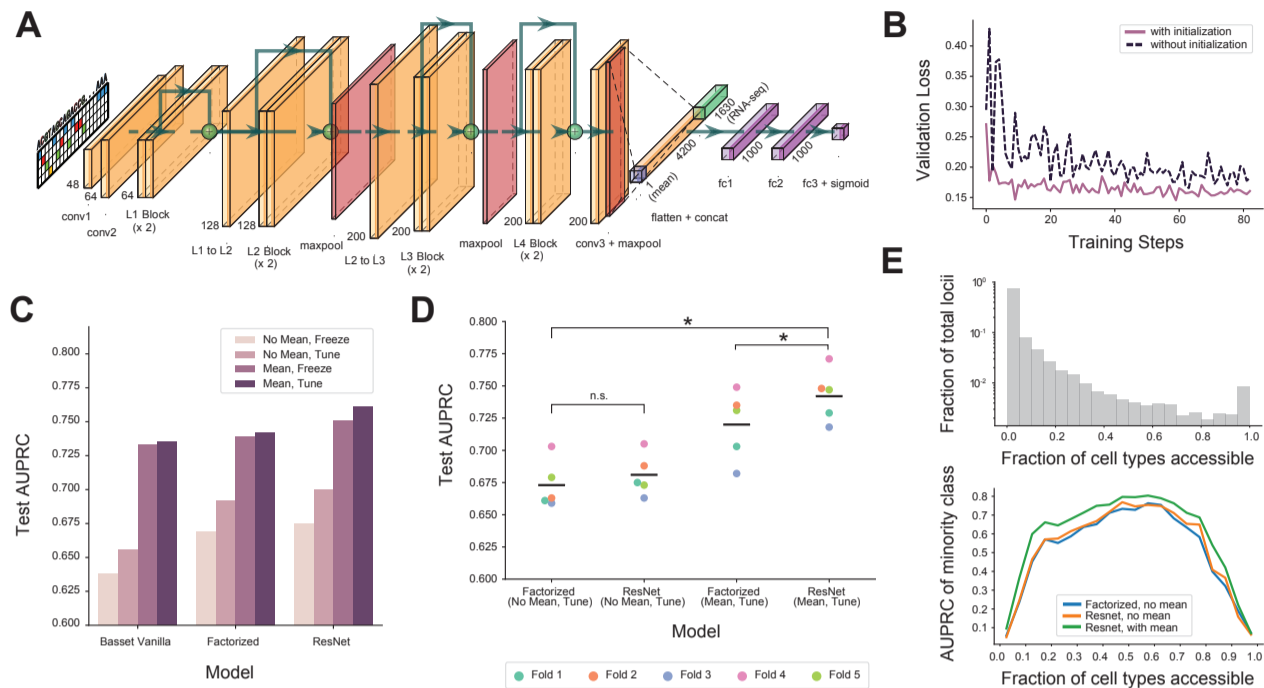 A
48
64
64
128
128
200
200
200
200
conv1
conv2
L1 Block
(x 2)
L1 to L2
L2 Block
(x 2)
maxpool
L2 to L3
L3 Block
(x 2)
maxpool
L4 Block
(x 2)
conv3 + maxpool
1
(mean)
4200
1630
(RNA-seq)
flatten + concat
1000
fc1
1000
fc2
fc3 + sigmoid
B
with initialization
without initialization
Validation Loss
0.40
0.35
0.30
0.25
0.20
0.15
0
20
40
60
80
Training Steps
C
No Mean, Freeze
No Mean, Tune
Mean, Freeze
Mean, Tune
Test AUPRC
0.800
0.775
0.750
0.725
0.700
0.675
0.650
0.625
0.600
Basset Vanilla
Factorized
ResNet
Model
D
*
*
n.s.
Test AUPRC
0.800
0.775
0.750
0.725
0.700
0.675
0.650
0.625
0.600
Factorized
(No Mean, Tune)
ResNet
(No Mean, Tune)
Factorized
(Mean, Tune)
ResNet
(Mean, Tune)
Model
Fold 1
Fold 2
Fold 3
Fold 4
Fold 5
E
Fraction of total locii
10⁰
10⁻¹
10⁻²
0.0
0.2
0.4
0.6
0.8
1.0
Fraction of cell types accessible
AUPRC of minority class
0.8
0.7
0.6
0.5
0.4
0.3
0.2
0.1
Factorized, no mean
Resnet, no mean
Resnet, with mean
0.0
0.1
0.2
0.3
0.4
0.5
0.6
0.7
0.8
0.9
1.0
Fraction of cell types accessible